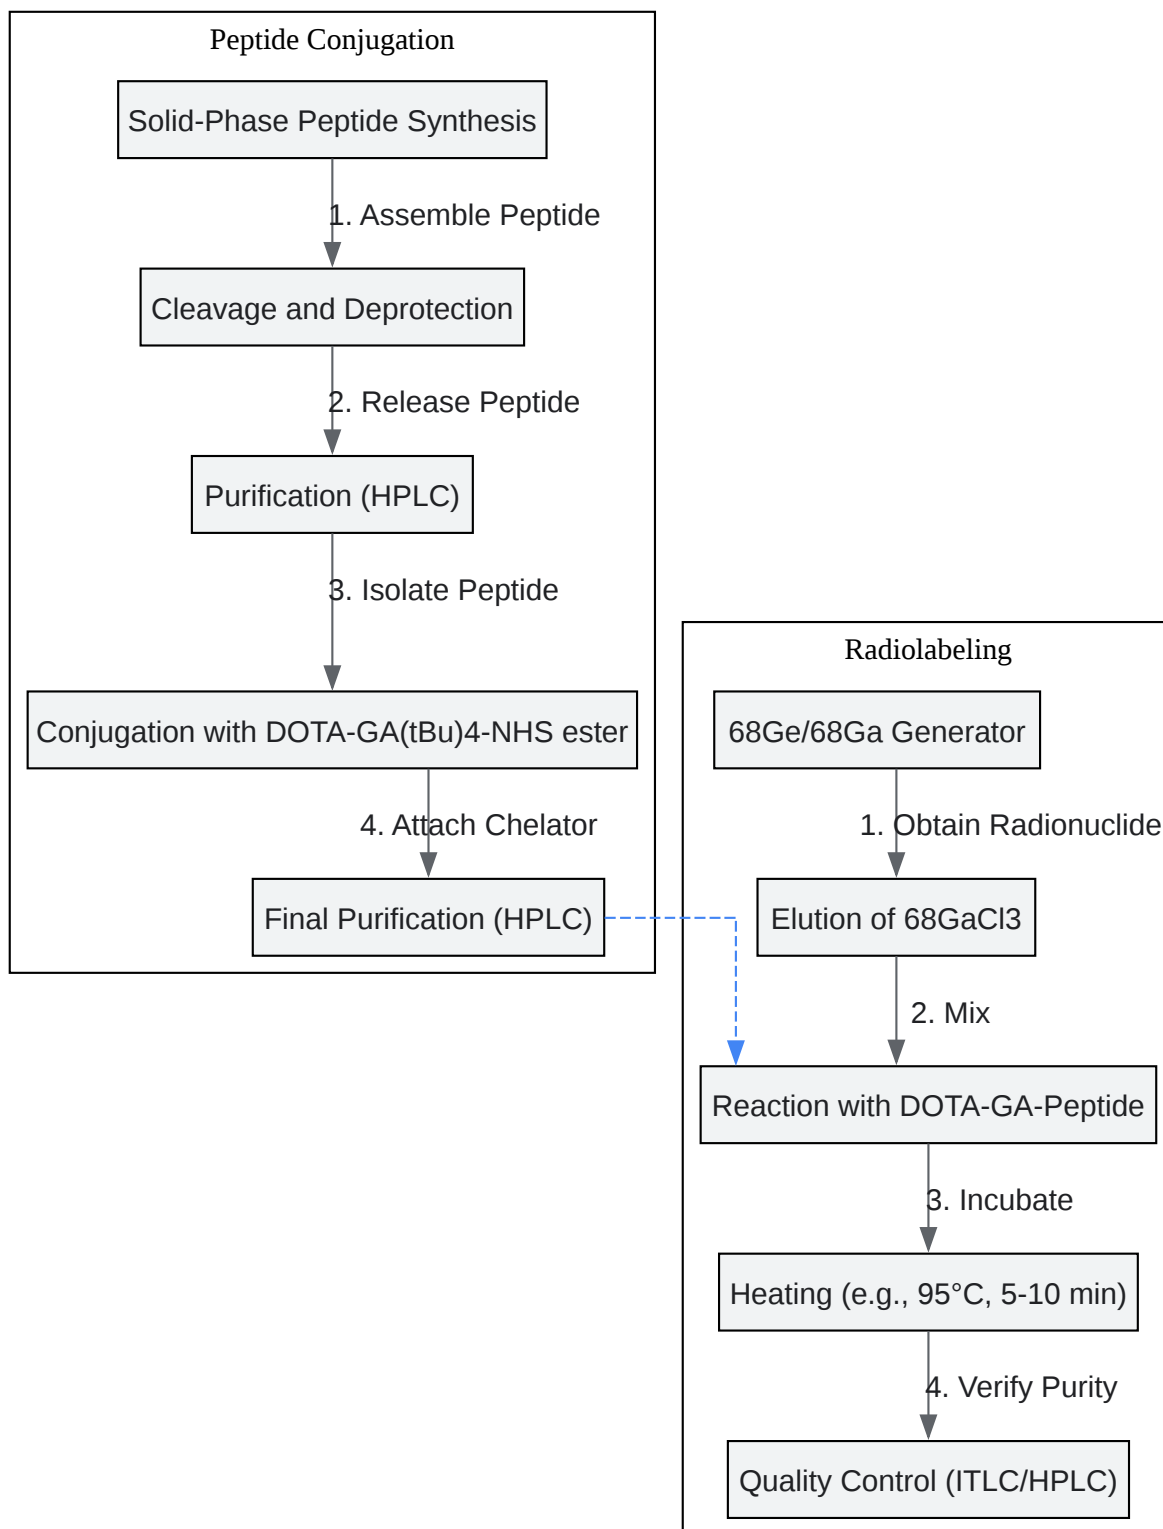 Peptide Conjugation
Solid-Phase Peptide Synthesis
1. Assemble Peptide
Cleavage and Deprotection
2. Release Peptide
Purification (HPLC)
3. Isolate Peptide
Conjugation with DOTA-GA(tBu)4-NHS ester
4. Attach Chelator
Final Purification (HPLC)
Radiolabeling
68Ge/68Ga Generator
1. Obtain Radionuclide
Elution of 68GaCl3
2. Mix
Reaction with DOTA-GA-Peptide
3. Incubate
Heating (e.g., 95°C, 5-10 min)
4. Verify Purity
Quality Control (ITLC/HPLC)